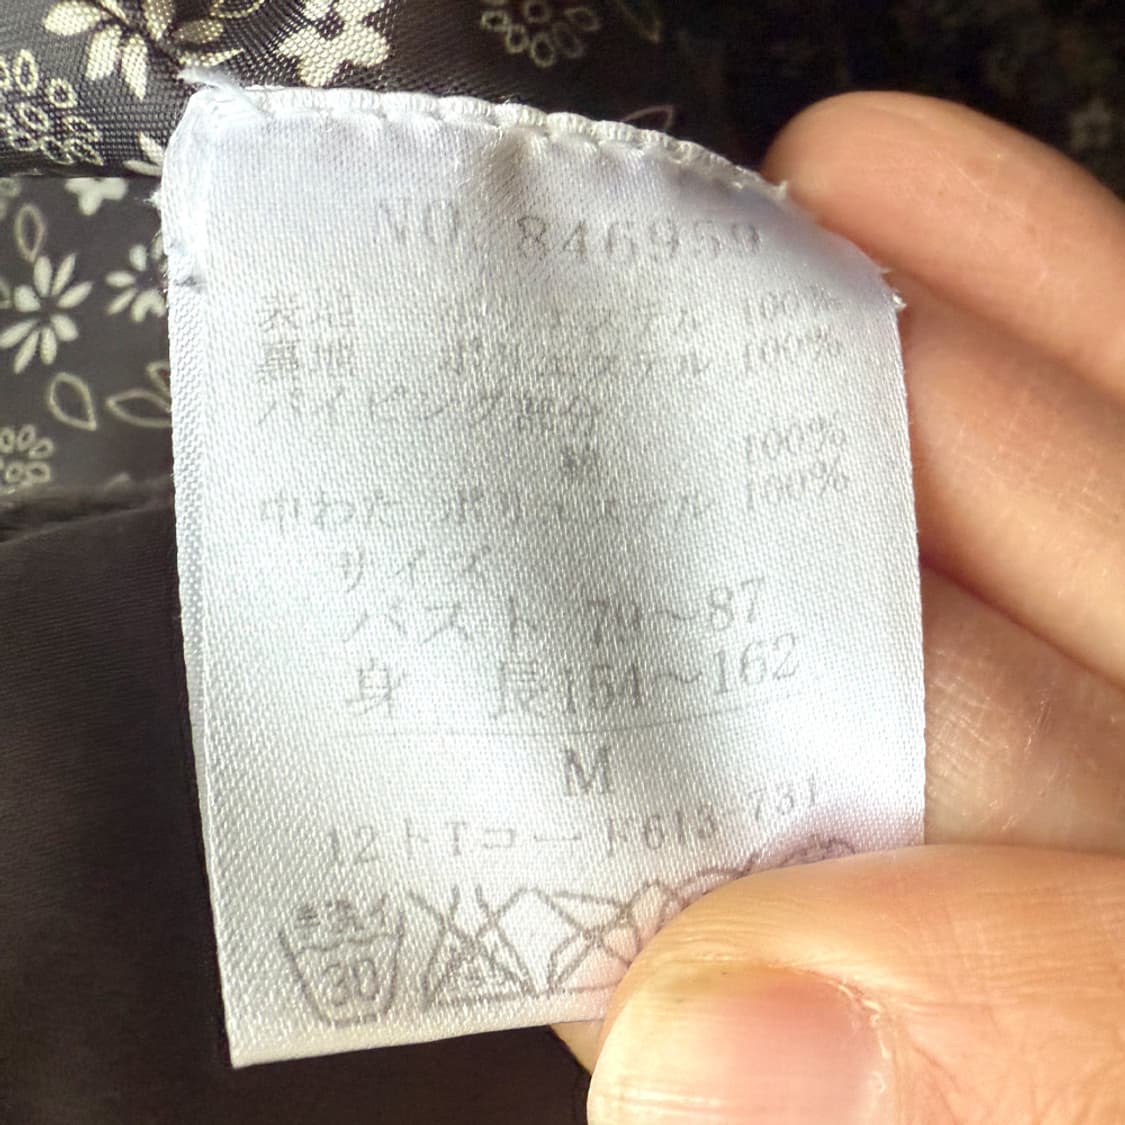 NO. 846959
表地 ポリエステル 100%
裏地 ポリエステル 100%
パイピング部分
綿 100%
中わた ポリエステル 100%
サイズ
バスト 79〜87
身 長 154〜162
M
12トTコード613 731
手洗イ
30